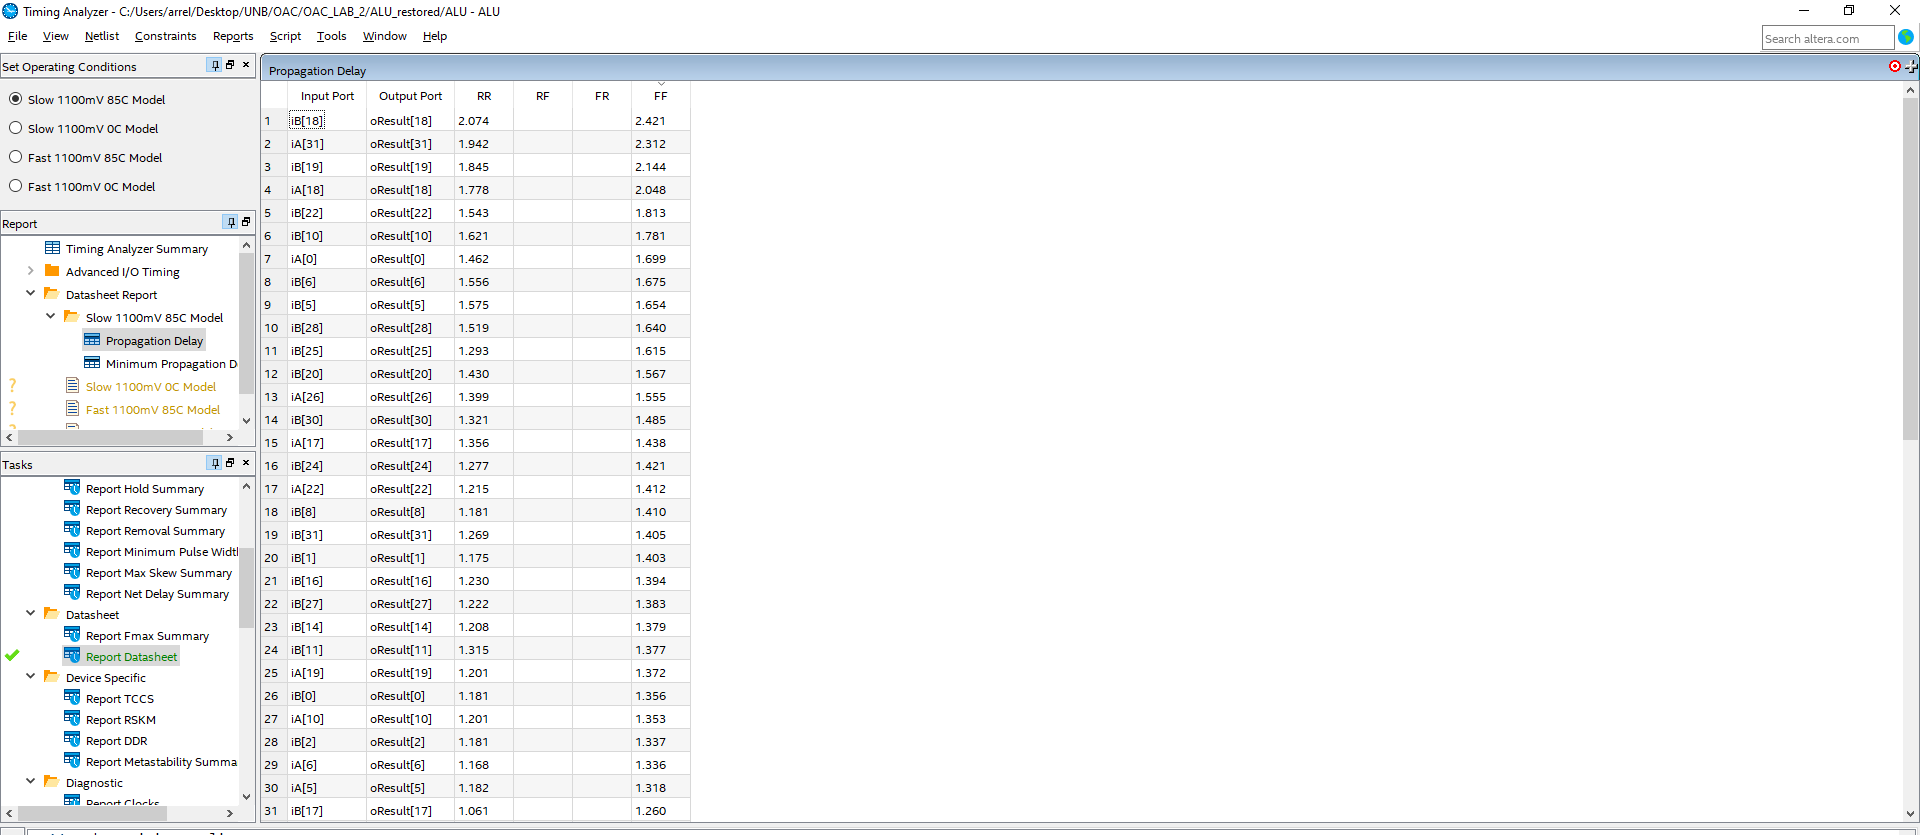 Timing Analyzer - C:/Users/arrel/Desktop/UNB/OAC/OAC_LAB_2/ALU_restored/ALU - ALU
File View Netlist Constraints Reports Script Tools Window Help
Search altera.com
Set Operating Conditions
Slow 1100mV 85C Model
Slow 1100mV 0C Model
Fast 1100mV 85C Model
Fast 1100mV 0C Model
Report
Timing Analyzer Summary
Advanced I/O Timing
Datasheet Report
Slow 1100mV 85C Model
Propagation Delay
Minimum Propagation D
? Slow 1100mV 0C Model
? Fast 1100mV 85C Model
Tasks
Report Hold Summary
Report Recovery Summary
Report Removal Summary
Report Minimum Pulse Widt
Report Max Skew Summary
Report Net Delay Summary
Datasheet
Report Fmax Summary
Report Datasheet
Device Specific
Report TCCS
Report RSKM
Report DDR
Report Metastability Summa
Diagnostic
Report Clocks
Propagation Delay
Input Port Output Port RR RF FR FF
1 iB[18] oResult[18] 2.074 2.421
2 iA[31] oResult[31] 1.942 2.312
3 iB[19] oResult[19] 1.845 2.144
4 iA[18] oResult[18] 1.778 2.048
5 iB[22] oResult[22] 1.543 1.813
6 iB[10] oResult[10] 1.621 1.781
7 iA[0] oResult[0] 1.462 1.699
8 iB[6] oResult[6] 1.556 1.675
9 iB[5] oResult[5] 1.575 1.654
10 iB[28] oResult[28] 1.519 1.640
11 iB[25] oResult[25] 1.293 1.615
12 iB[20] oResult[20] 1.430 1.567
13 iA[26] oResult[26] 1.399 1.555
14 iB[30] oResult[30] 1.321 1.485
15 iA[17] oResult[17] 1.356 1.438
16 iB[24] oResult[24] 1.277 1.421
17 iA[22] oResult[22] 1.215 1.412
18 iB[8] oResult[8] 1.181 1.410
19 iB[31] oResult[31] 1.269 1.405
20 iB[1] oResult[1] 1.175 1.403
21 iB[16] oResult[16] 1.230 1.394
22 iB[27] oResult[27] 1.222 1.383
23 iB[14] oResult[14] 1.208 1.379
24 iB[11] oResult[11] 1.315 1.377
25 iA[19] oResult[19] 1.201 1.372
26 iB[0] oResult[0] 1.181 1.356
27 iA[10] oResult[10] 1.201 1.353
28 iB[2] oResult[2] 1.181 1.337
29 iA[6] oResult[6] 1.168 1.336
30 iA[5] oResult[5] 1.182 1.318
31 iB[17] oResult[17] 1.061 1.260